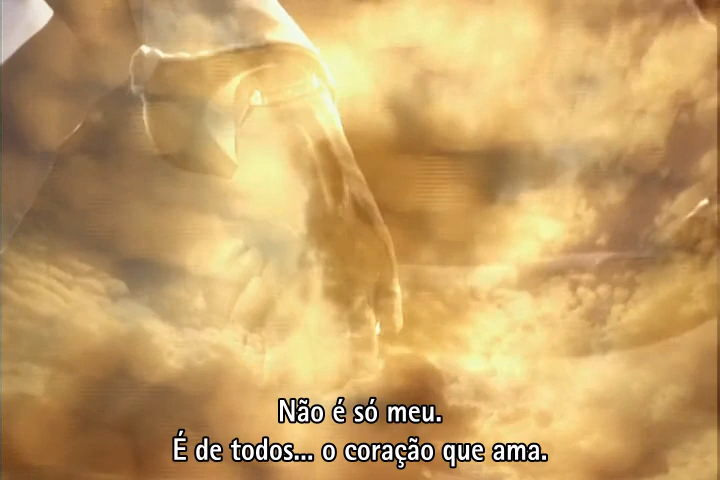 Não é só meu.
É de todos... o coração que ama.